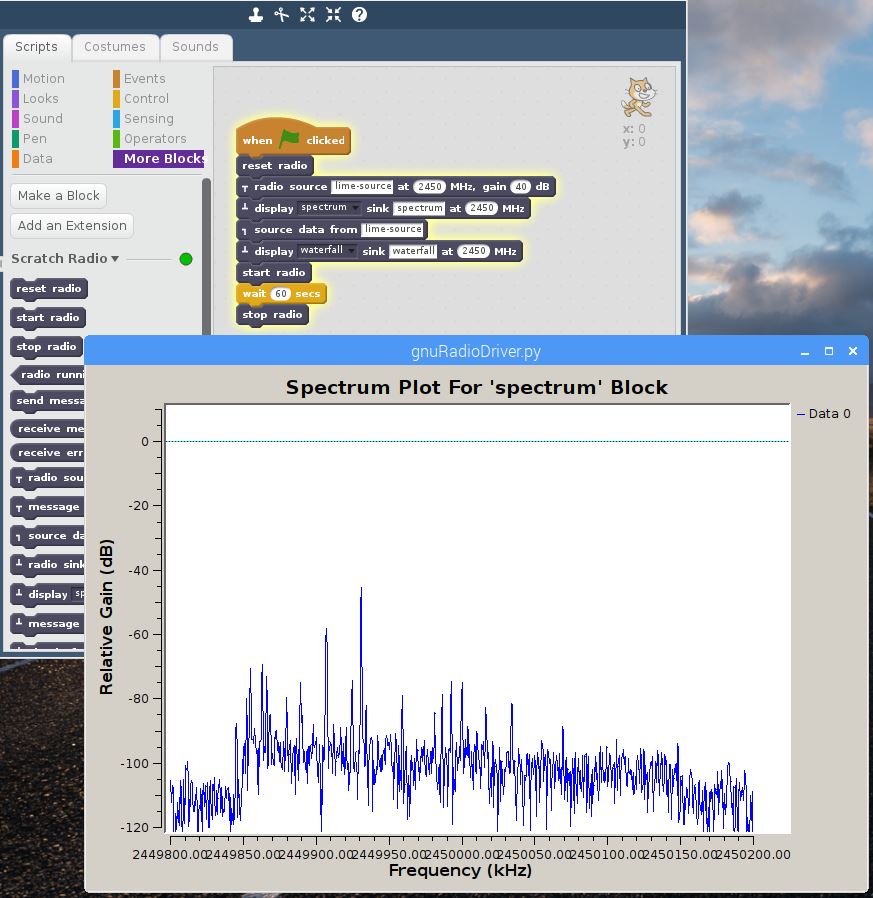 Scripts Costumes Sounds
Motion Events
Looks Control
Sound Sensing
Pen Operators
Data More Blocks
Make a Block
Add an Extension
Scratch Radio
reset radio
start radio
stop radio
radio runni
send messa
receive me
receive err
radio sou
message
source da
radio sink
display sp
message
when clicked
reset radio
radio source lime-source at 2450 MHz, gain 40 dB
display spectrum sink spectrum at 2450 MHz
source data from lime-source
display waterfall sink waterfall at 2450 MHz
start radio
wait 60 secs
stop radio
x: 0
y: 0
gnuRadioDriver.py
Spectrum Plot For 'spectrum' Block
Data 0
Relative Gain (dB)
0
-20
-40
-60
-80
-100
-120
2449800.00 2449850.00 2449900.00 2449950.00 2450000.00 2450050.00 2450100.00 2450150.00 2450200.00
Frequency (kHz)